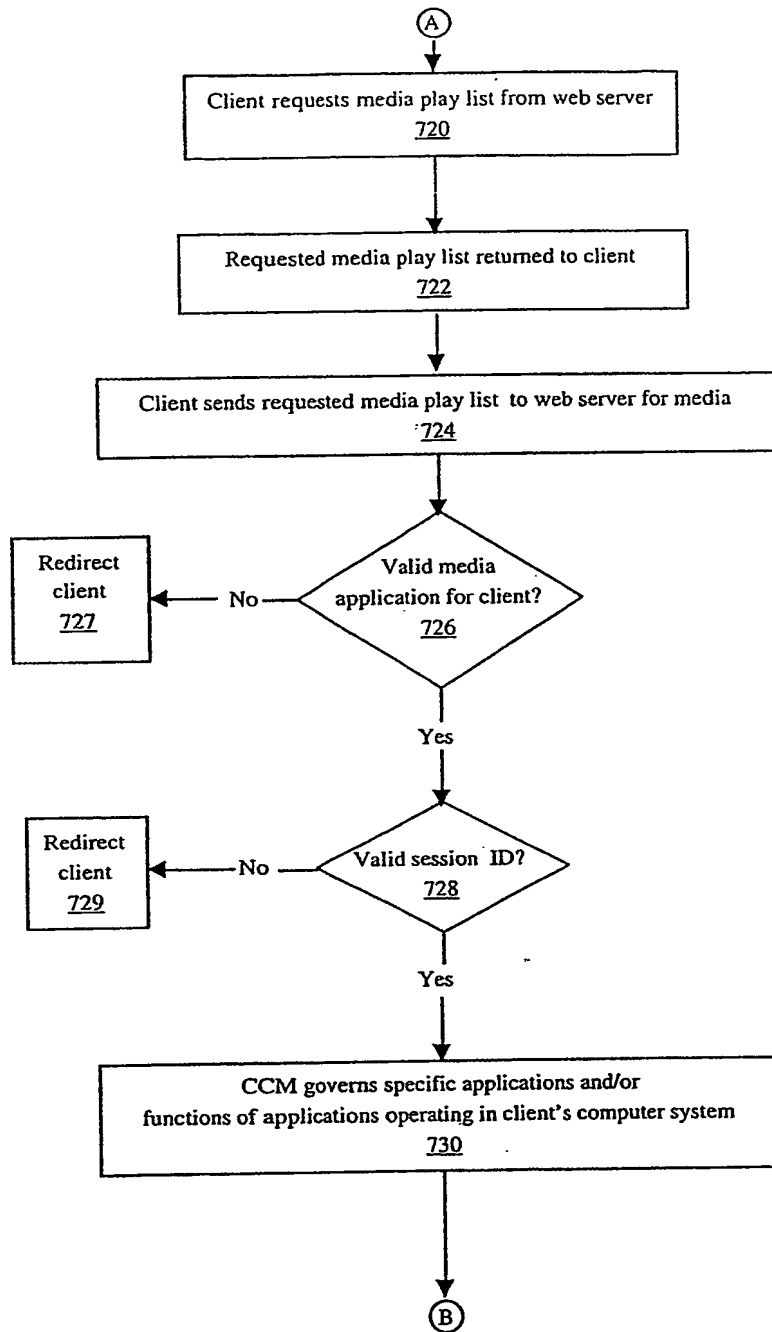 A
Client requests media play list from web server
720
Requested media play list returned to client
722
Client sends requested media play list to web server for media
724
Valid media
application for client?
726
No
Redirect
client
727
Yes
Valid session ID?
728
No
Redirect
client
729
Yes
CCM governs specific applications and/or
functions of applications operating in client's computer system
730
B